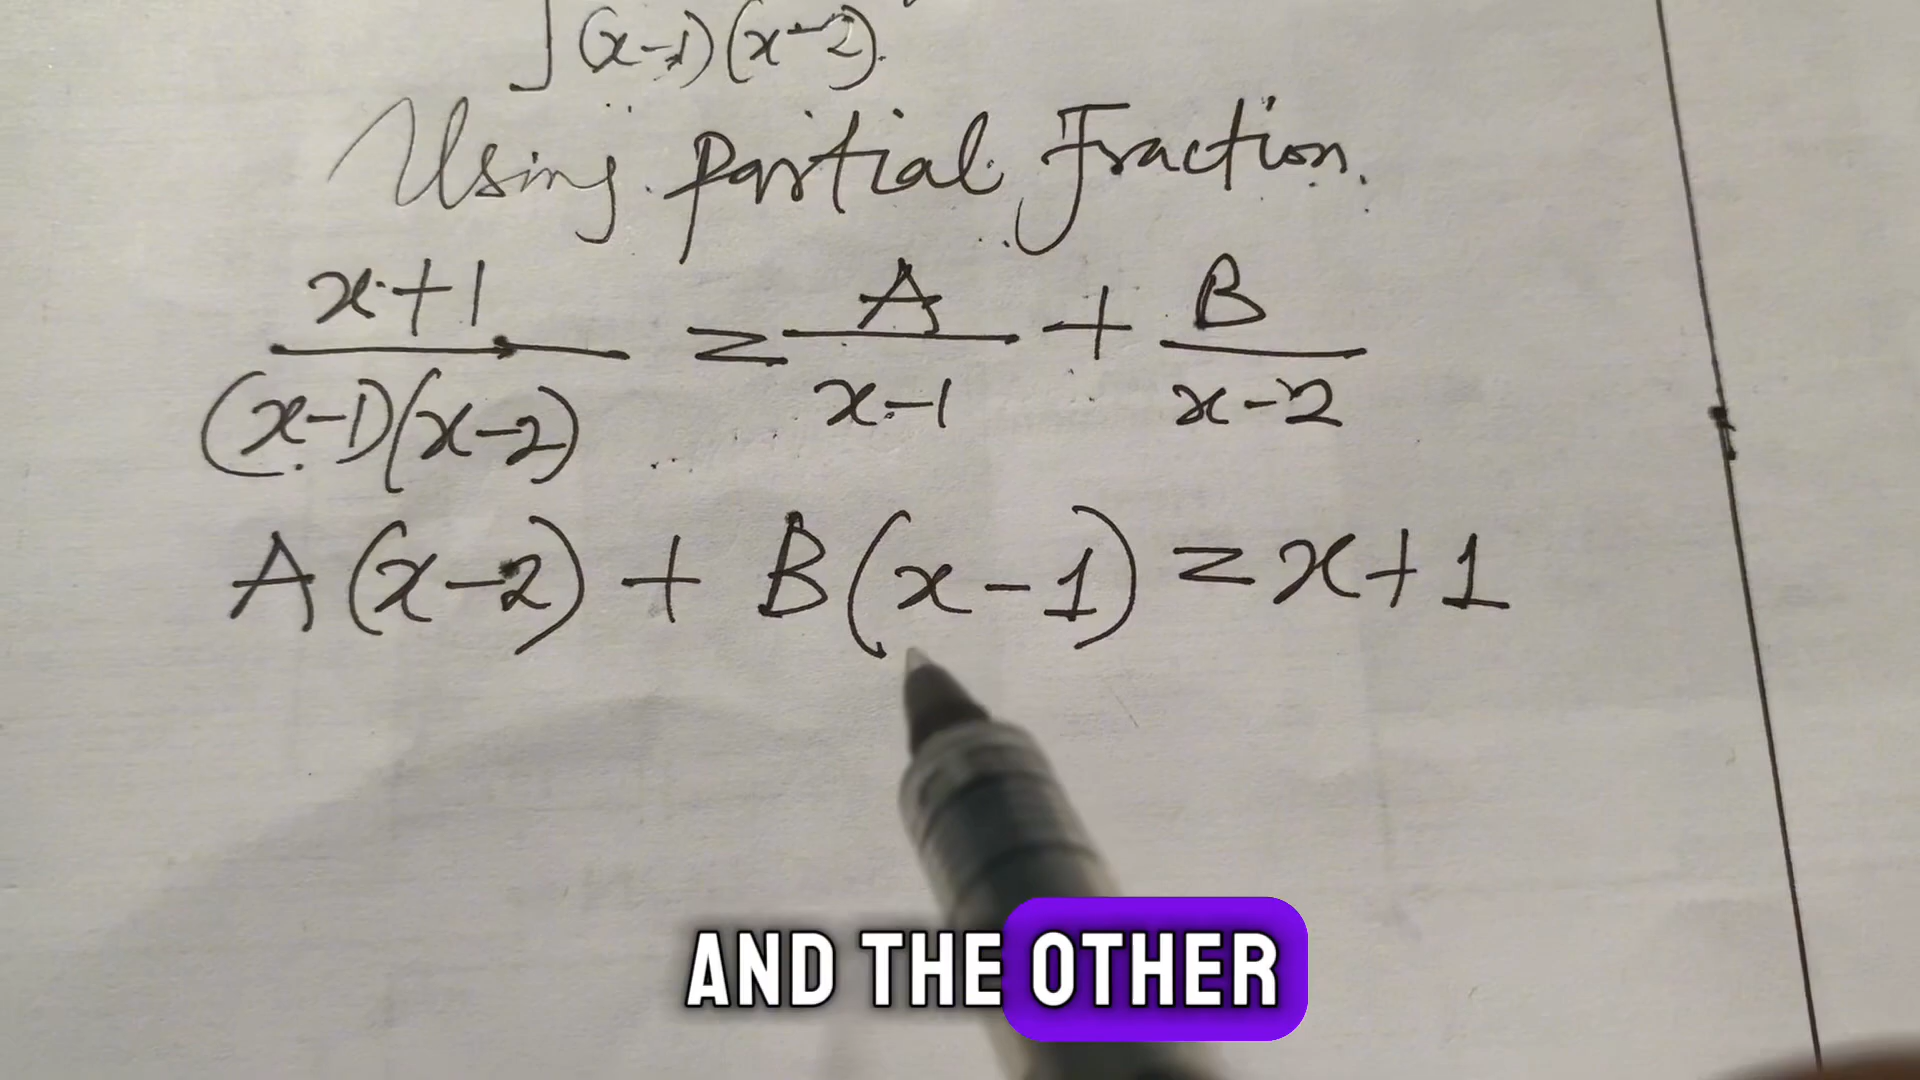 ∫ (x-1)(x-2)
Using Partial Fraction.
x+1 / (x-1)(x-2) = A / x-1 + B / x-2
A(x-2) + B(x-1) = x+1
AND THE OTHER